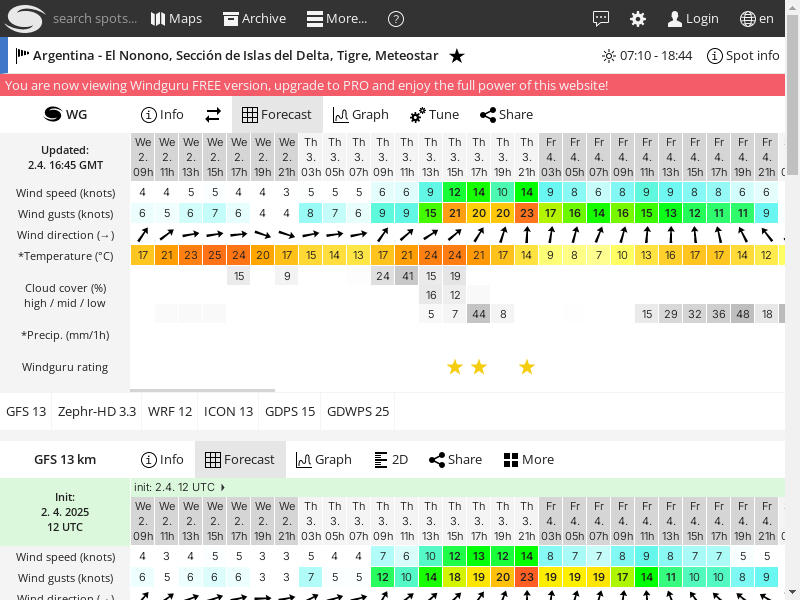 search spots... Maps Archive More... ? Login en
Argentina - El Nonono, Sección de Islas del Delta, Tigre, Meteostar ★ 07:10 - 18:44 Spot info
You are now viewing Windguru FREE version, upgrade to PRO and enjoy the full power of this website!
WG Info Forecast Graph Tune Share
Updated:
2.4. 16:45 GMT
We We We We We We We Th Th Th Th Th Th Th Th Th Th Fr Fr Fr Fr Fr Fr Fr Fr Fr Fr
2. 2. 2. 2. 2. 2. 2. 3. 3. 3. 3. 3. 3. 3. 3. 3. 3. 4. 4. 4. 4. 4. 4. 4. 4. 4. 4.
09h 11h 13h 15h 17h 19h 21h 03h 05h 07h 09h 11h 13h 15h 17h 19h 21h 03h 05h 07h 09h 11h 13h 15h 17h 19h 21h
Wind speed (knots) 4 4 5 5 4 4 3 5 5 5 6 6 9 12 14 10 14 9 8 6 8 9 9 8 8 6 6
Wind gusts (knots) 6 5 6 7 6 4 4 8 7 6 9 9 15 21 20 20 23 17 16 14 16 15 13 12 11 11 9
Wind direction (→)
*Temperature (°C) 17 21 23 25 24 20 17 15 14 13 17 21 24 24 21 17 14 9 8 7 10 13 16 17 17 14 12
Cloud cover (%)
high / mid / low
15 9 24 41 15 19
16 12
5 7 44 8 15 29 32 36 48 18
*Precip. (mm/1h)
Windguru rating ★ ★ ★
GFS 13 Zephr-HD 3.3 WRF 12 ICON 13 GDPS 15 GDWPS 25
GFS 13 km Info Forecast Graph 2D Share More
Init:
2. 4. 2025
12 UTC
init: 2.4. 12 UTC
We We We We We We We Th Th Th Th Th Th Th Th Th Th Fr Fr Fr Fr Fr Fr Fr Fr Fr Fr
2. 2. 2. 2. 2. 2. 2. 3. 3. 3. 3. 3. 3. 3. 3. 3. 3. 4. 4. 4. 4. 4. 4. 4. 4. 4. 4.
09h 11h 13h 15h 17h 19h 21h 03h 05h 07h 09h 11h 13h 15h 17h 19h 21h 03h 05h 07h 09h 11h 13h 15h 17h 19h 21h
Wind speed (knots) 4 3 4 5 5 3 3 5 4 4 7 6 10 12 13 12 14 8 7 7 8 9 8 7 7 5 5
Wind gusts (knots) 6 5 6 6 6 3 3 7 5 5 12 10 14 18 19 20 23 19 19 19 17 14 11 10 10 8 9
Wind direction (→)